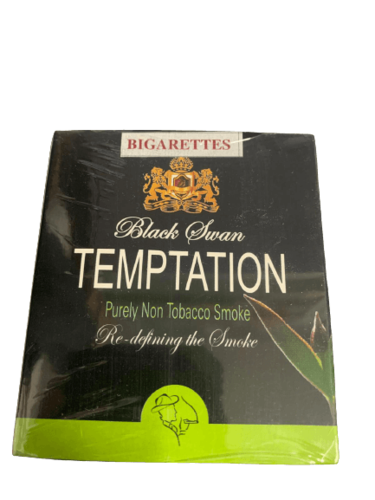 BIGARETTES
Black Swan
TEMPTATION
Purely Non Tobacco Smoke
Re-defining the Smoke